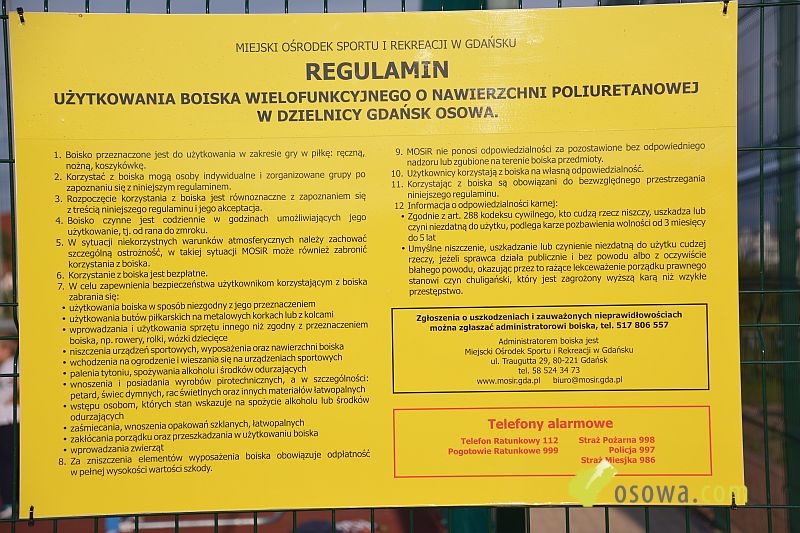 MIEJSKI OŚRODEK SPORTU I REKREACJI W GDAŃSKU
REGULAMIN
UŻYTKOWANIA BOISKA WIELOFUNKCYJNEGO O NAWIERZCHNI POLIURETANOWEJ
W DZIELNICY GDAŃSK OSOWA.
1. Boisko przeznaczone jest do użytkowania w zakresie gry w piłkę: ręczną,
nożną, koszykówkę.
2. Korzystać z boiska mogą osoby indywidualne i zorganizowane grupy po
zapoznaniu się z niniejszym regulaminem.
3. Rozpoczęcie korzystania z boiska jest równoznaczne z zapoznaniem się
z treścią niniejszego regulaminu i jego akceptacją.
4. Boisko czynne jest codziennie w godzinach umożliwiających jego
użytkowanie, tj. od rana do zmroku.
5. W sytuacji niekorzystnych warunków atmosferycznych należy zachować
szczególną ostrożność, w takiej sytuacji MOSiR może również zabronić
korzystania z boiska.
6. Korzystanie z boiska jest bezpłatne.
7. W celu zapewnienia bezpieczeństwa użytkownikom korzystającym z boiska
zabrania się:
• użytkowania boiska w sposób niezgodny z jego przeznaczeniem
• użytkowania butów piłkarskich na metalowych korkach lub z kolcami
• wprowadzania i użytkowania sprzętu innego niż zgodny z przeznaczeniem
boiska, np. rowery, rolki, wózki dziecięce
• niszczenia urządzeń sportowych, wyposażenia oraz nawierzchni boiska
• wchodzenia na ogrodzenie i wieszania się na urządzeniach sportowych
• palenia tytoniu, spożywania alkoholu i środków odurzających
• wnoszenia i posiadania wyrobów pirotechnicznych, a w szczególności:
petard, świec dymnych, rac świetlnych oraz innych materiałów łatwopalnych
• wstępu osobom, których stan wskazuje na spożycie alkoholu lub środków
odurzających
• zaśmiecania, wnoszenia opakowań szklanych, łatwopalnych
• zakłócania porządku oraz przeszkadzania w użytkowaniu boiska
• wprowadzania zwierząt
8. Za zniszczenia elementów wyposażenia boiska obowiązuje odpłatność
w pełnej wysokości wartości szkody.
9. MOSiR nie ponosi odpowiedzialności za pozostawione bez odpowiedniego
nadzoru lub zgubione na terenie boiska przedmioty.
10. Użytkownicy korzystają z boiska na własną odpowiedzialność.
11. Korzystając z boiska są obowiązani do bezwzględnego przestrzegania
niniejszego regulaminu.
12 Informacja o odpowiedzialności karnej:
• Zgodnie z art. 288 kodeksu cywilnego, kto cudzą rzecz niszczy, uszkadza lub
czyni niezdatną do użytku, podlega karze pozbawienia wolności od 3 miesięcy
do 5 lat
• Umyślne niszczenie, uszkadzanie lub czynienie niezdatną do użytku cudzej
rzeczy, jeżeli sprawca działa publicznie i bez powodu albo z oczywiście
błahego powodu, okazując przez to rażące lekceważenie porządku prawnego
stanowi czyn chuligański, który jest zagrożony wyższą karą niż wzykłe
przestępstwo.
Zgłoszenia o uszkodzeniach i zauważonych nieprawidłowościach
można zgłaszać administratorowi boiska, tel. 517 806 557
Administratorem boiska jest
Miejski Ośrodek Sportu i Rekreacji w Gdańsku
ul. Traugutta 29, 80-221 Gdańsk
tel. 58 524 34 73
www.mosir.gda.pl biuro@mosir.gda.pl
Telefony alarmowe
Telefon Ratunkowy 112 Straż Pożarna 998
Pogotowie Ratunkowe 999 Policja 997
Straż Miejska 986
osowa.com